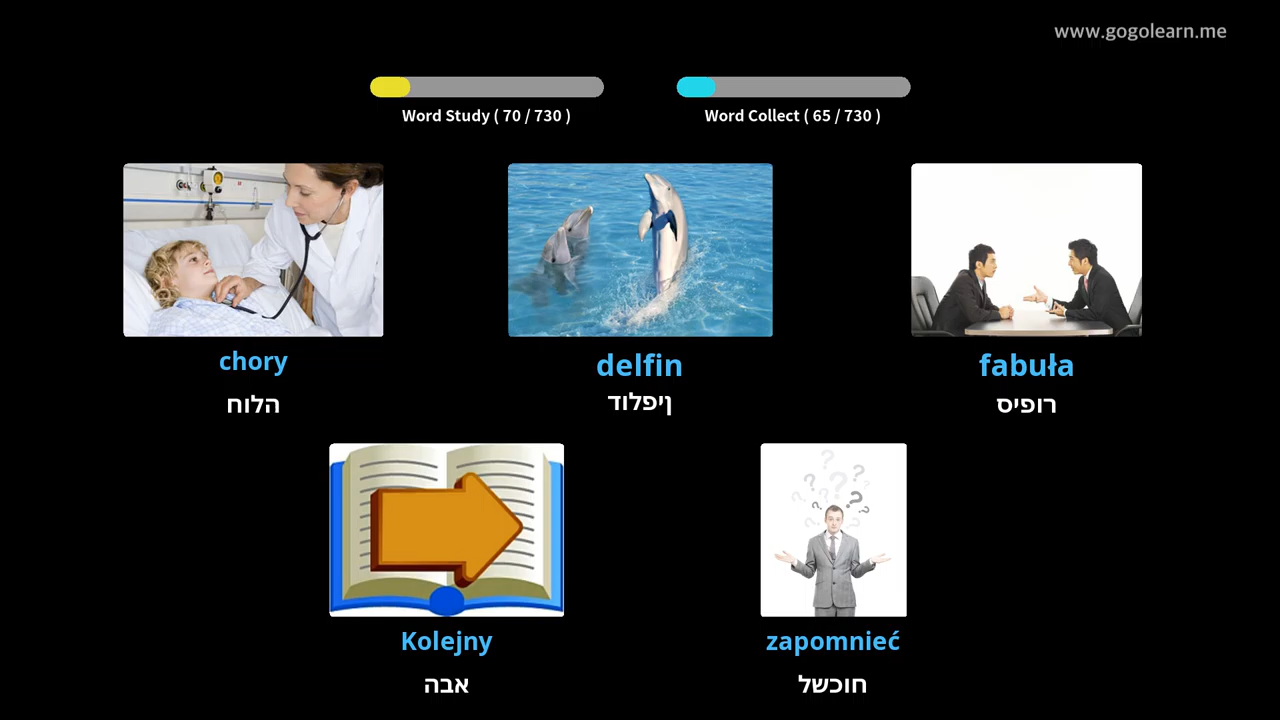 www.gogolearn.me
Word Study ( 70 / 730 )
Word Collect ( 65 / 730 )
chory
delfin
fabuła
הלוח
ןיפלוד
רופיס
Kolejny
zapomnieć
אבה
חוכשל